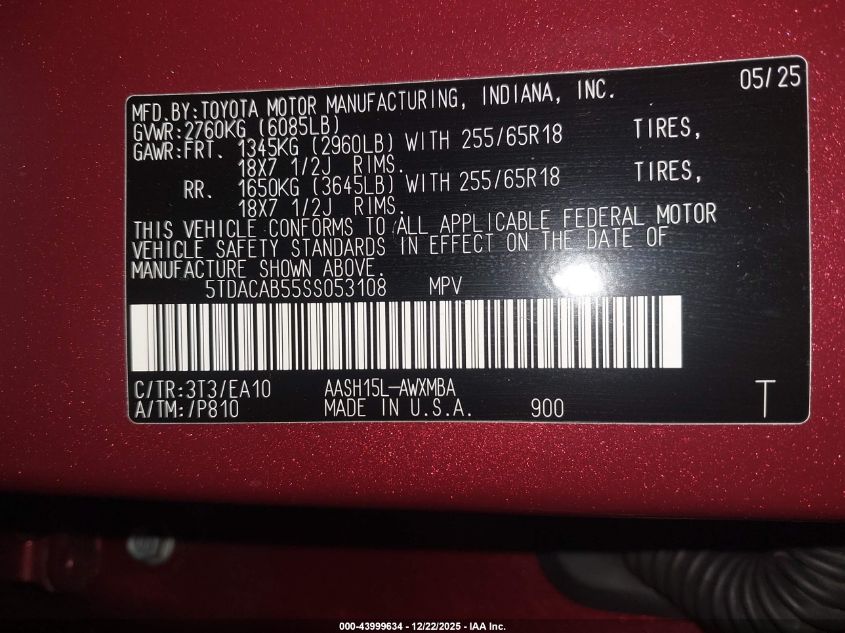 05/25
MFD.BY:TOYOTA MOTOR MANUFACTURING, INDIANA, INC.
GVWR:2760KG (6085LB)
GAWR:FRT. 1345KG (2960LB) WITH 255/65R18 TIRES,
18X7 1/2J RIMS.
RR. 1650KG (3645LB) WITH 255/65R18 TIRES,
18X7 1/2J RIMS.
THIS VEHICLE CONFORMS TO ALL APPLICABLE FEDERAL MOTOR
VEHICLE SAFETY STANDARDS IN EFFECT ON THE DATE OF
MANUFACTURE SHOWN ABOVE.
5TDACAB55SS053108 MPV
C/TR:3T3/EA10 AASH15L-AWXMBA
A/TM:/P810 MADE IN U.S.A. 900 T
000-43999634 - 12/22/2025 - IAA Inc.